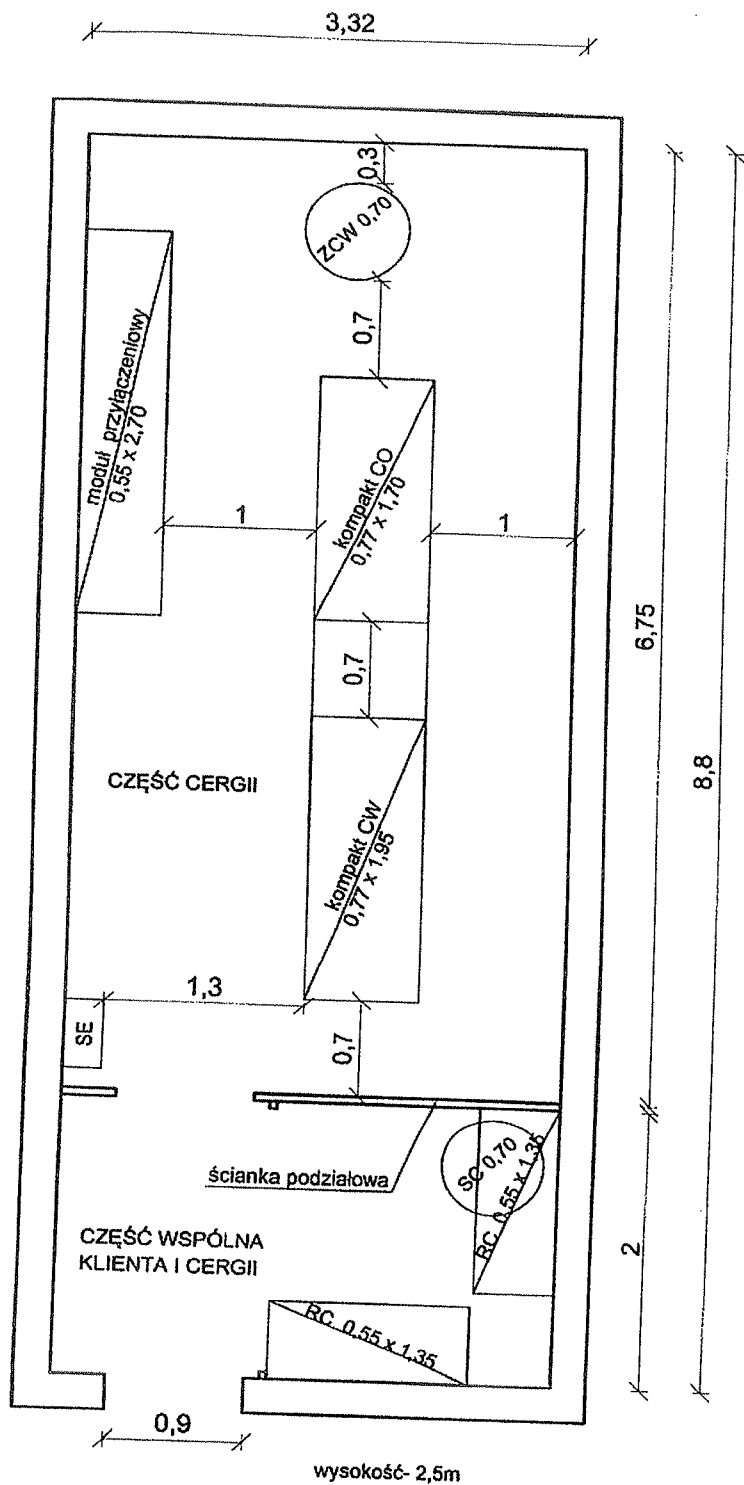 3,32
0,3
ZCW 0,70
0,7
moduł przyłączeniowy
0,55 x 2,70
kompakt CO
0,77 x 1,70
1
1
6,75
0,7
8,8
CZĘŚĆ CERGII
kompakt CW
0,77 x 1,95
1,3
SE
0,7
ścianka podziałowa
SC 0,70
RC 0,55 x 1,35
CZĘŚĆ WSPÓLNA
KLIENTA I CERGII
2
RC 0,55 x 1,35
0,9
wysokość- 2,5m